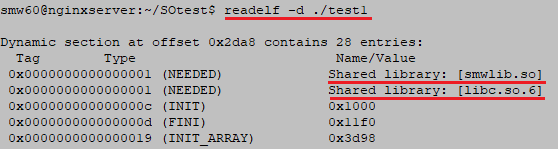 smw60@nginxserver:~/SOtest$ readelf -d ./test1
Dynamic section at offset 0x2da8 contains 28 entries:
Tag Type Name/Value
0x0000000000000001 (NEEDED) Shared library: [smwlib.so]
0x0000000000000001 (NEEDED) Shared library: [libc.so.6]
0x000000000000000c (INIT) 0x1000
0x000000000000000d (FINI) 0x11f0
0x0000000000000019 (INIT_ARRAY) 0x3d98